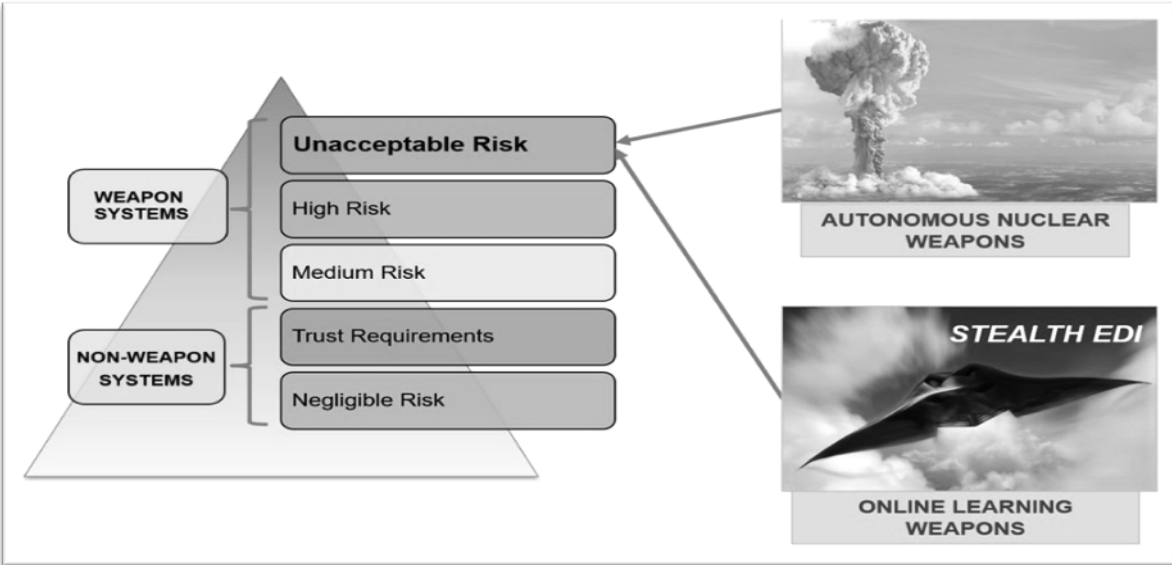 WEAPON
SYSTEMS
Unacceptable Risk
High Risk
Medium Risk
NON-WEAPON
SYSTEMS
Trust Requirements
Negligible Risk
AUTONOMOUS NUCLEAR
WEAPONS
STEALTH EDI
ONLINE LEARNING
WEAPONS